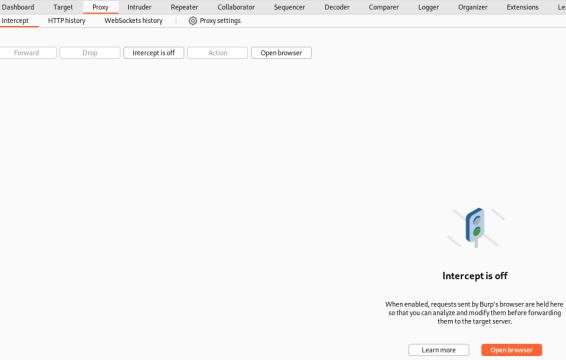 Dashboard Target Proxy Intruder Repeater Collaborator Sequencer Decoder Comparer Logger Organizer Extensions
Intercept HTTP history WebSockets history Proxy settings
Forward Drop Intercept is off Action Open browser
Intercept is off
When enabled, requests sent by Burp's browser are held here
so that you can analyze and modify them before forwarding
them to the target server.
Learn more Open browser